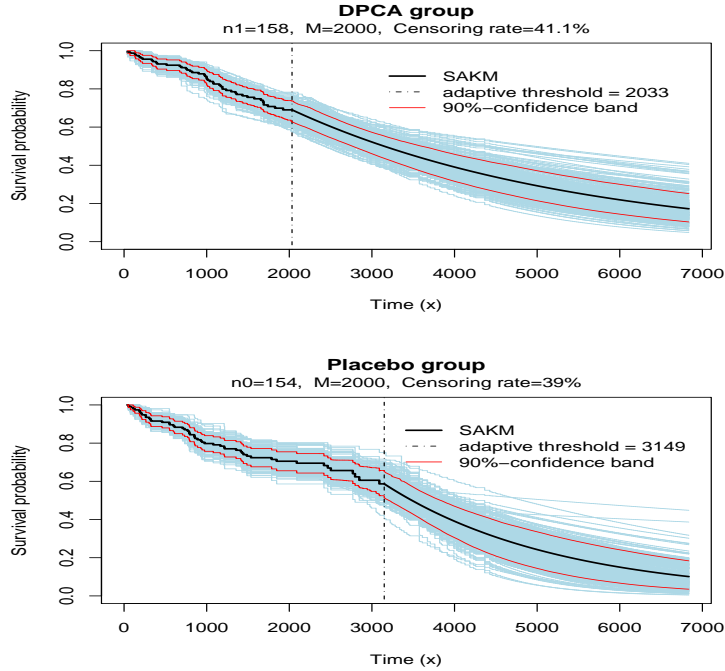 DPCA group
n1=158, M=2000, Censoring rate=41.1%
Survival probability
1.0
0.8
0.6
0.4
0.2
0.0
SAKM
adaptive threshold = 2033
90%-confidence band
0 1000 2000 3000 4000 5000 6000 7000
Time (x)
Placebo group
n0=154, M=2000, Censoring rate=39%
Survival probability
1.0
0.8
0.6
0.4
0.2
0.0
SAKM
adaptive threshold = 3149
90%-confidence band
0 1000 2000 3000 4000 5000 6000 7000
Time (x)